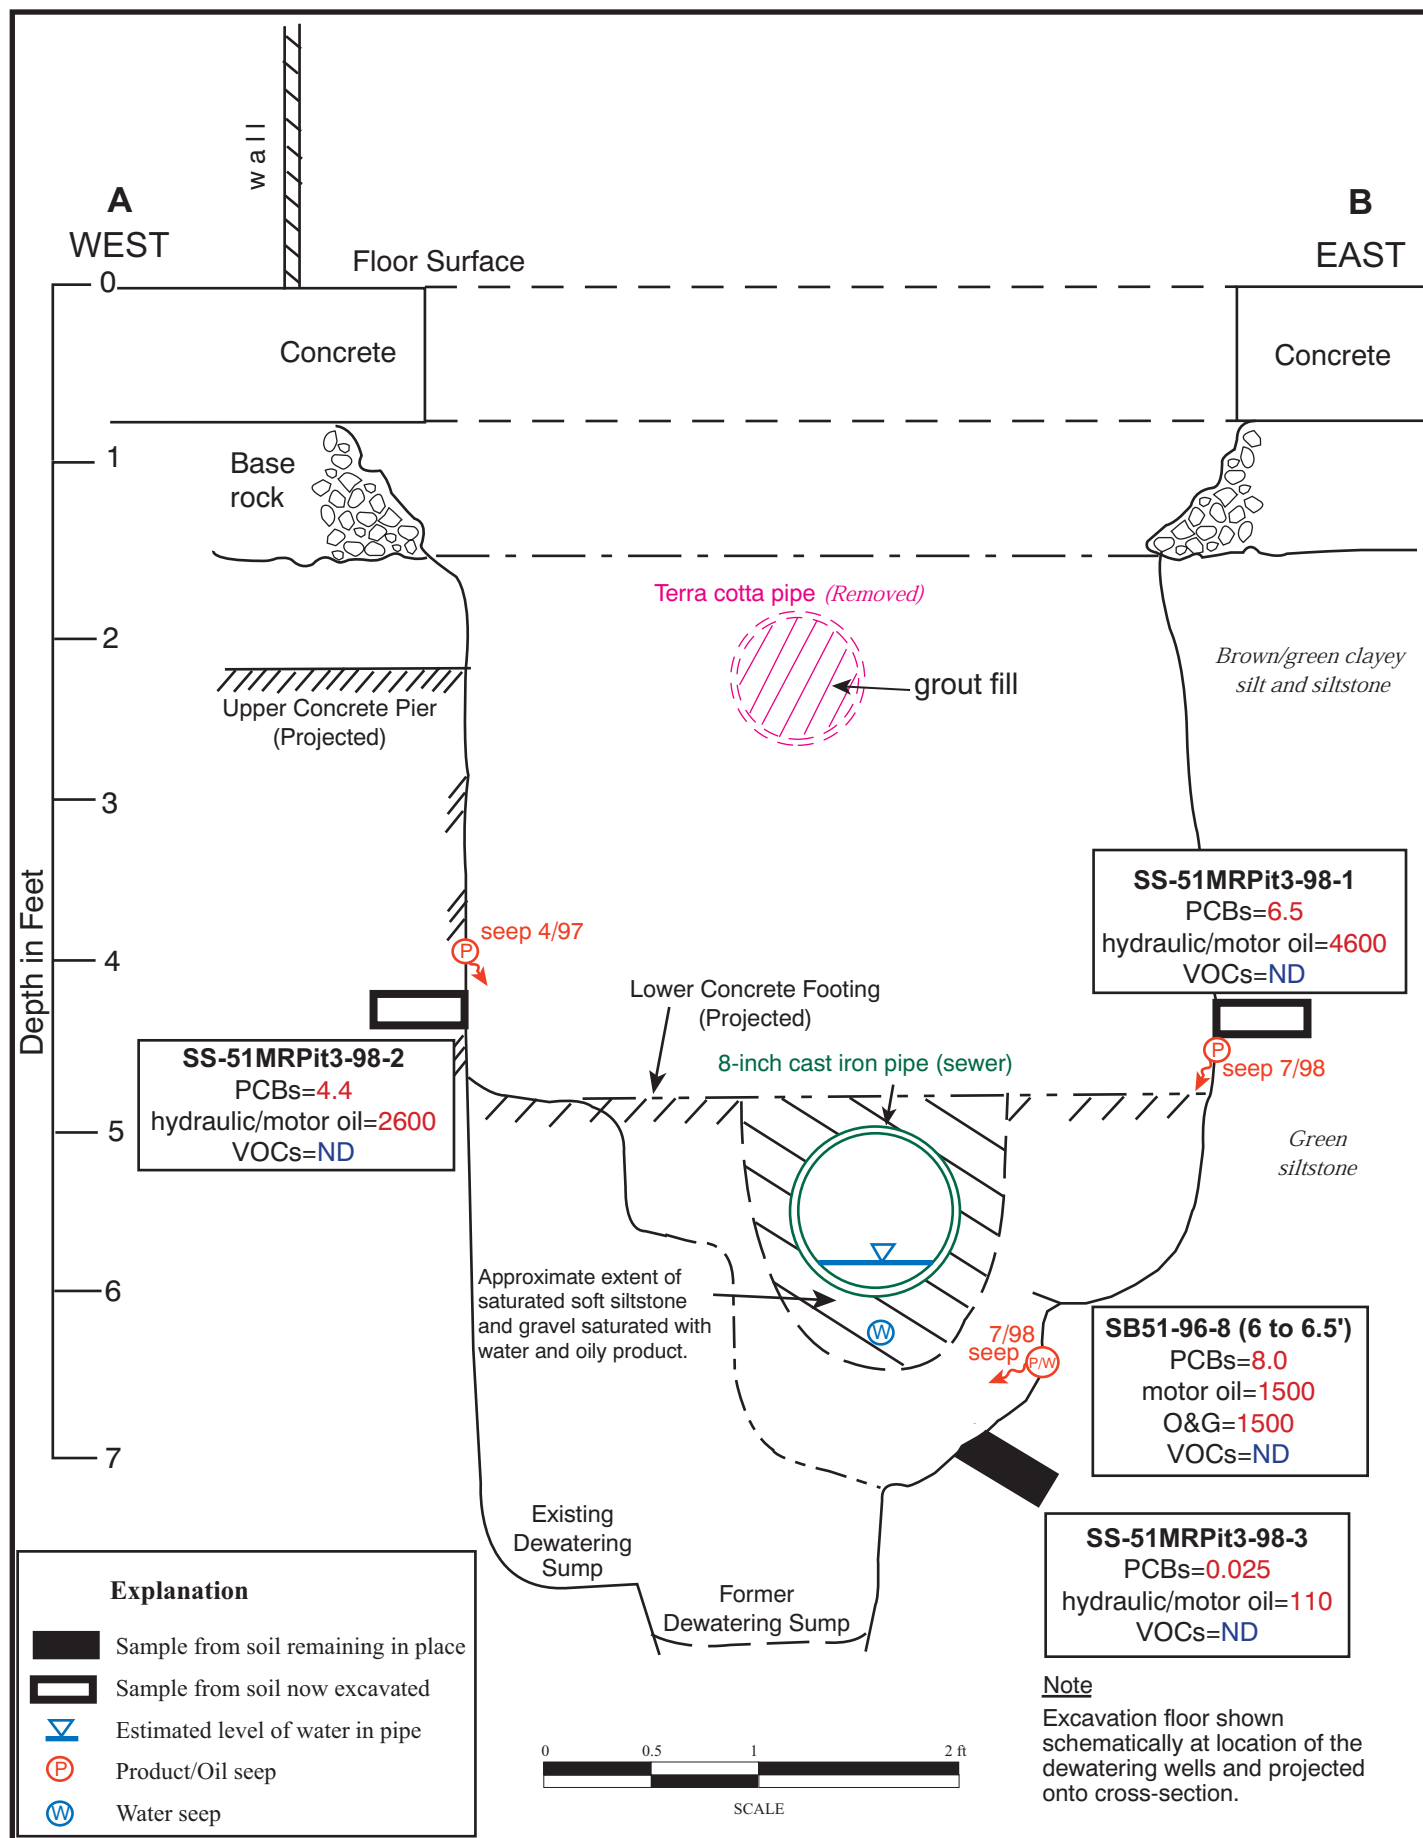 wall
A
WEST
B
EAST
Floor Surface
0
Concrete
Concrete
1
Base
rock
Terra cotta pipe (Removed)
2
Brown/green clayey
silt and siltstone
grout fill
Upper Concrete Pier
(Projected)
3
Depth in Feet
SS-51MRPit3-98-1
PCBs=6.5
hydraulic/motor oil=4600
VOCs=ND
seep 4/97
P
4
Lower Concrete Footing
(Projected)
SS-51MRPit3-98-2
PCBs=4.4
hydraulic/motor oil=2600
VOCs=ND
8-inch cast iron pipe (sewer)
P
seep 7/98
5
Green
siltstone
6
Approximate extent of
saturated soft siltstone
and gravel saturated with
water and oily product.
W
7/98
seep
P/W
SB51-96-8 (6 to 6.5')
PCBs=8.0
motor oil=1500
O&G=1500
VOCs=ND
7
Existing
Dewatering
Sump
Former
Dewatering Sump
SS-51MRPit3-98-3
PCBs=0.025
hydraulic/motor oil=110
VOCs=ND
Explanation
Sample from soil remaining in place
Sample from soil now excavated
Estimated level of water in pipe
P
Product/Oil seep
W
Water seep
0 0.5 1 2 ft
SCALE
Note
Excavation floor shown
schematically at location of the
dewatering wells and projected
onto cross-section.